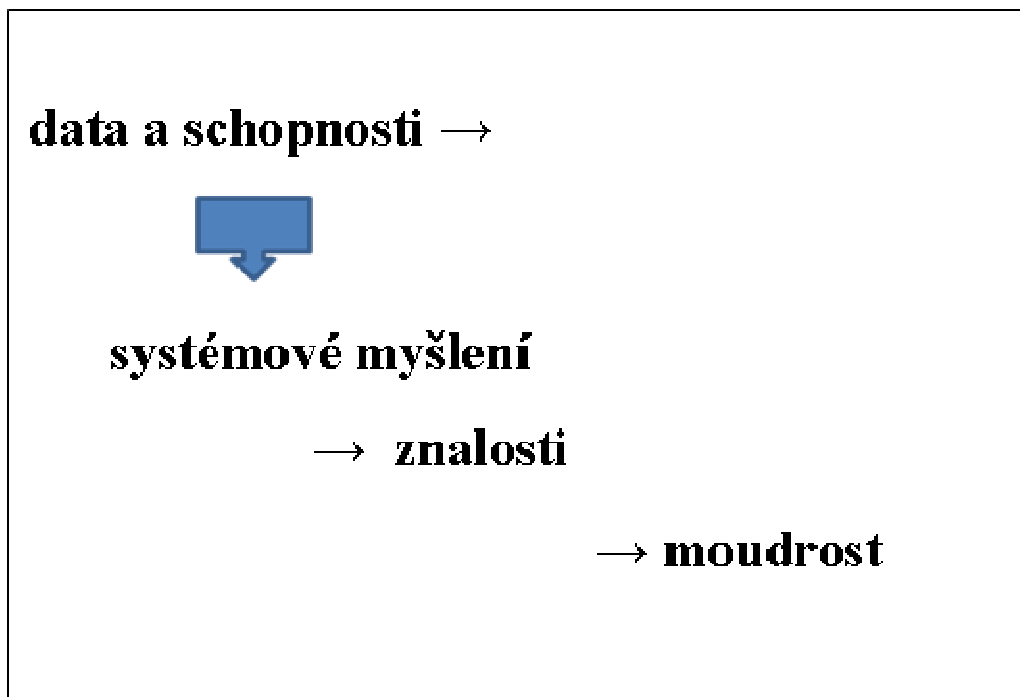 data a schopnosti →
systémové myšlení
→ znalosti
→ moudrost